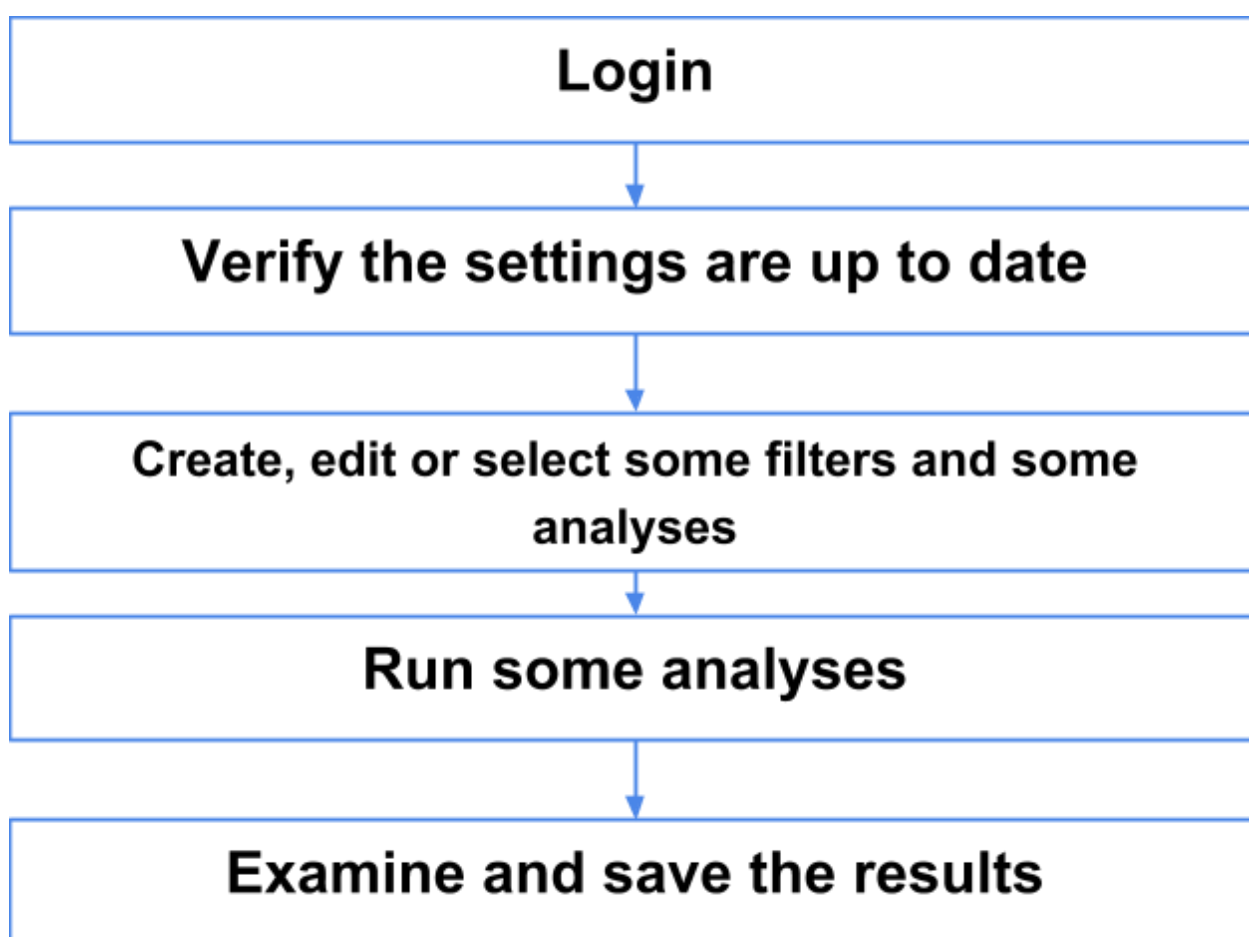 Login
Verify the settings are up to date
Create, edit or select some filters and some
analyses
Run some analyses
Examine and save the results